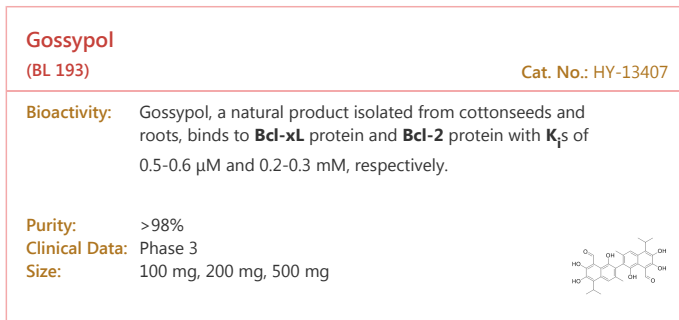 Gossypol
(BL 193)
Cat. No.: HY-13407
Bioactivity: Gossypol, a natural product isolated from cottonseeds and
roots, binds to Bcl-xL protein and Bcl-2 protein with Kis of
0.5-0.6 μM and 0.2-0.3 mM, respectively.
Purity: >98%
Clinical Data: Phase 3
Size: 100 mg, 200 mg, 500 mg
O
OH
HO
OH
HO
OH
OH
O